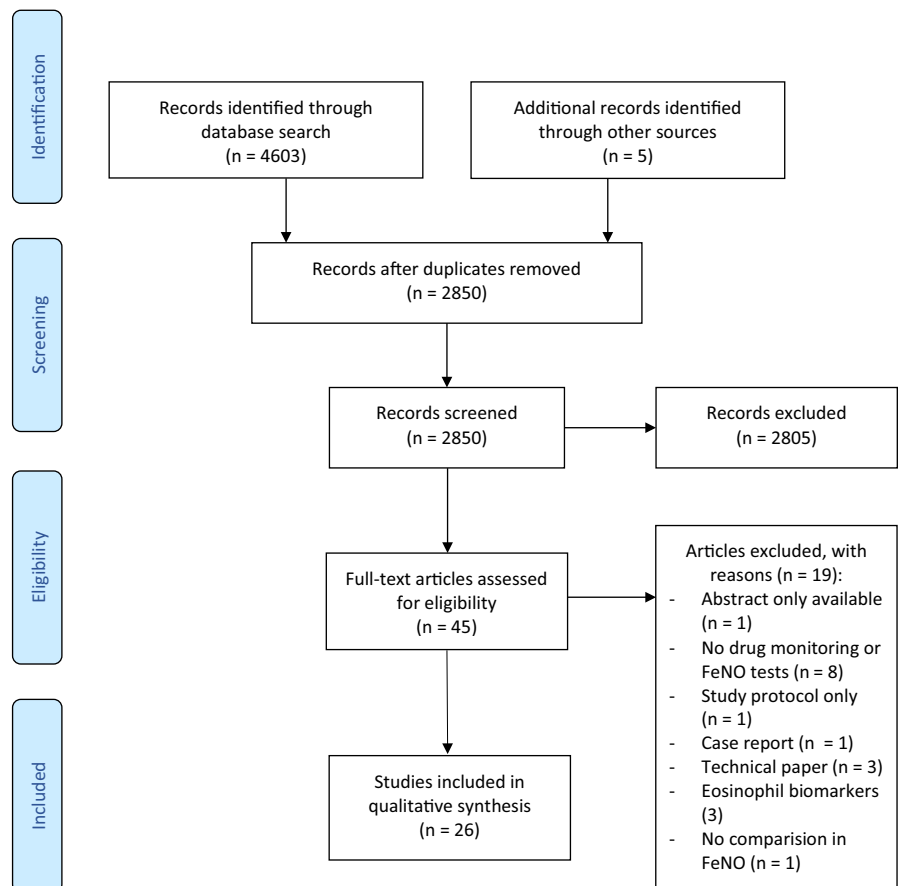 Identification
Records identified through
database search
(n = 4603)
Additional records identified
through other sources
(n = 5)
Screening
Records after duplicates removed
(n = 2850)
Records screened
(n = 2850)
Records excluded
(n = 2805)
Eligibility
Full-text articles assessed
for eligibility
(n = 45)
Articles excluded, with
reasons (n = 19):
- Abstract only available
(n = 1)
- No drug monitoring or
FeNO tests (n = 8)
- Study protocol only
(n = 1)
- Case report (n = 1)
- Technical paper (n = 3)
- Eosinophil biomarkers
(3)
- No comparision in
FeNO (n = 1)
Included
Studies included in
qualitative synthesis
(n = 26)